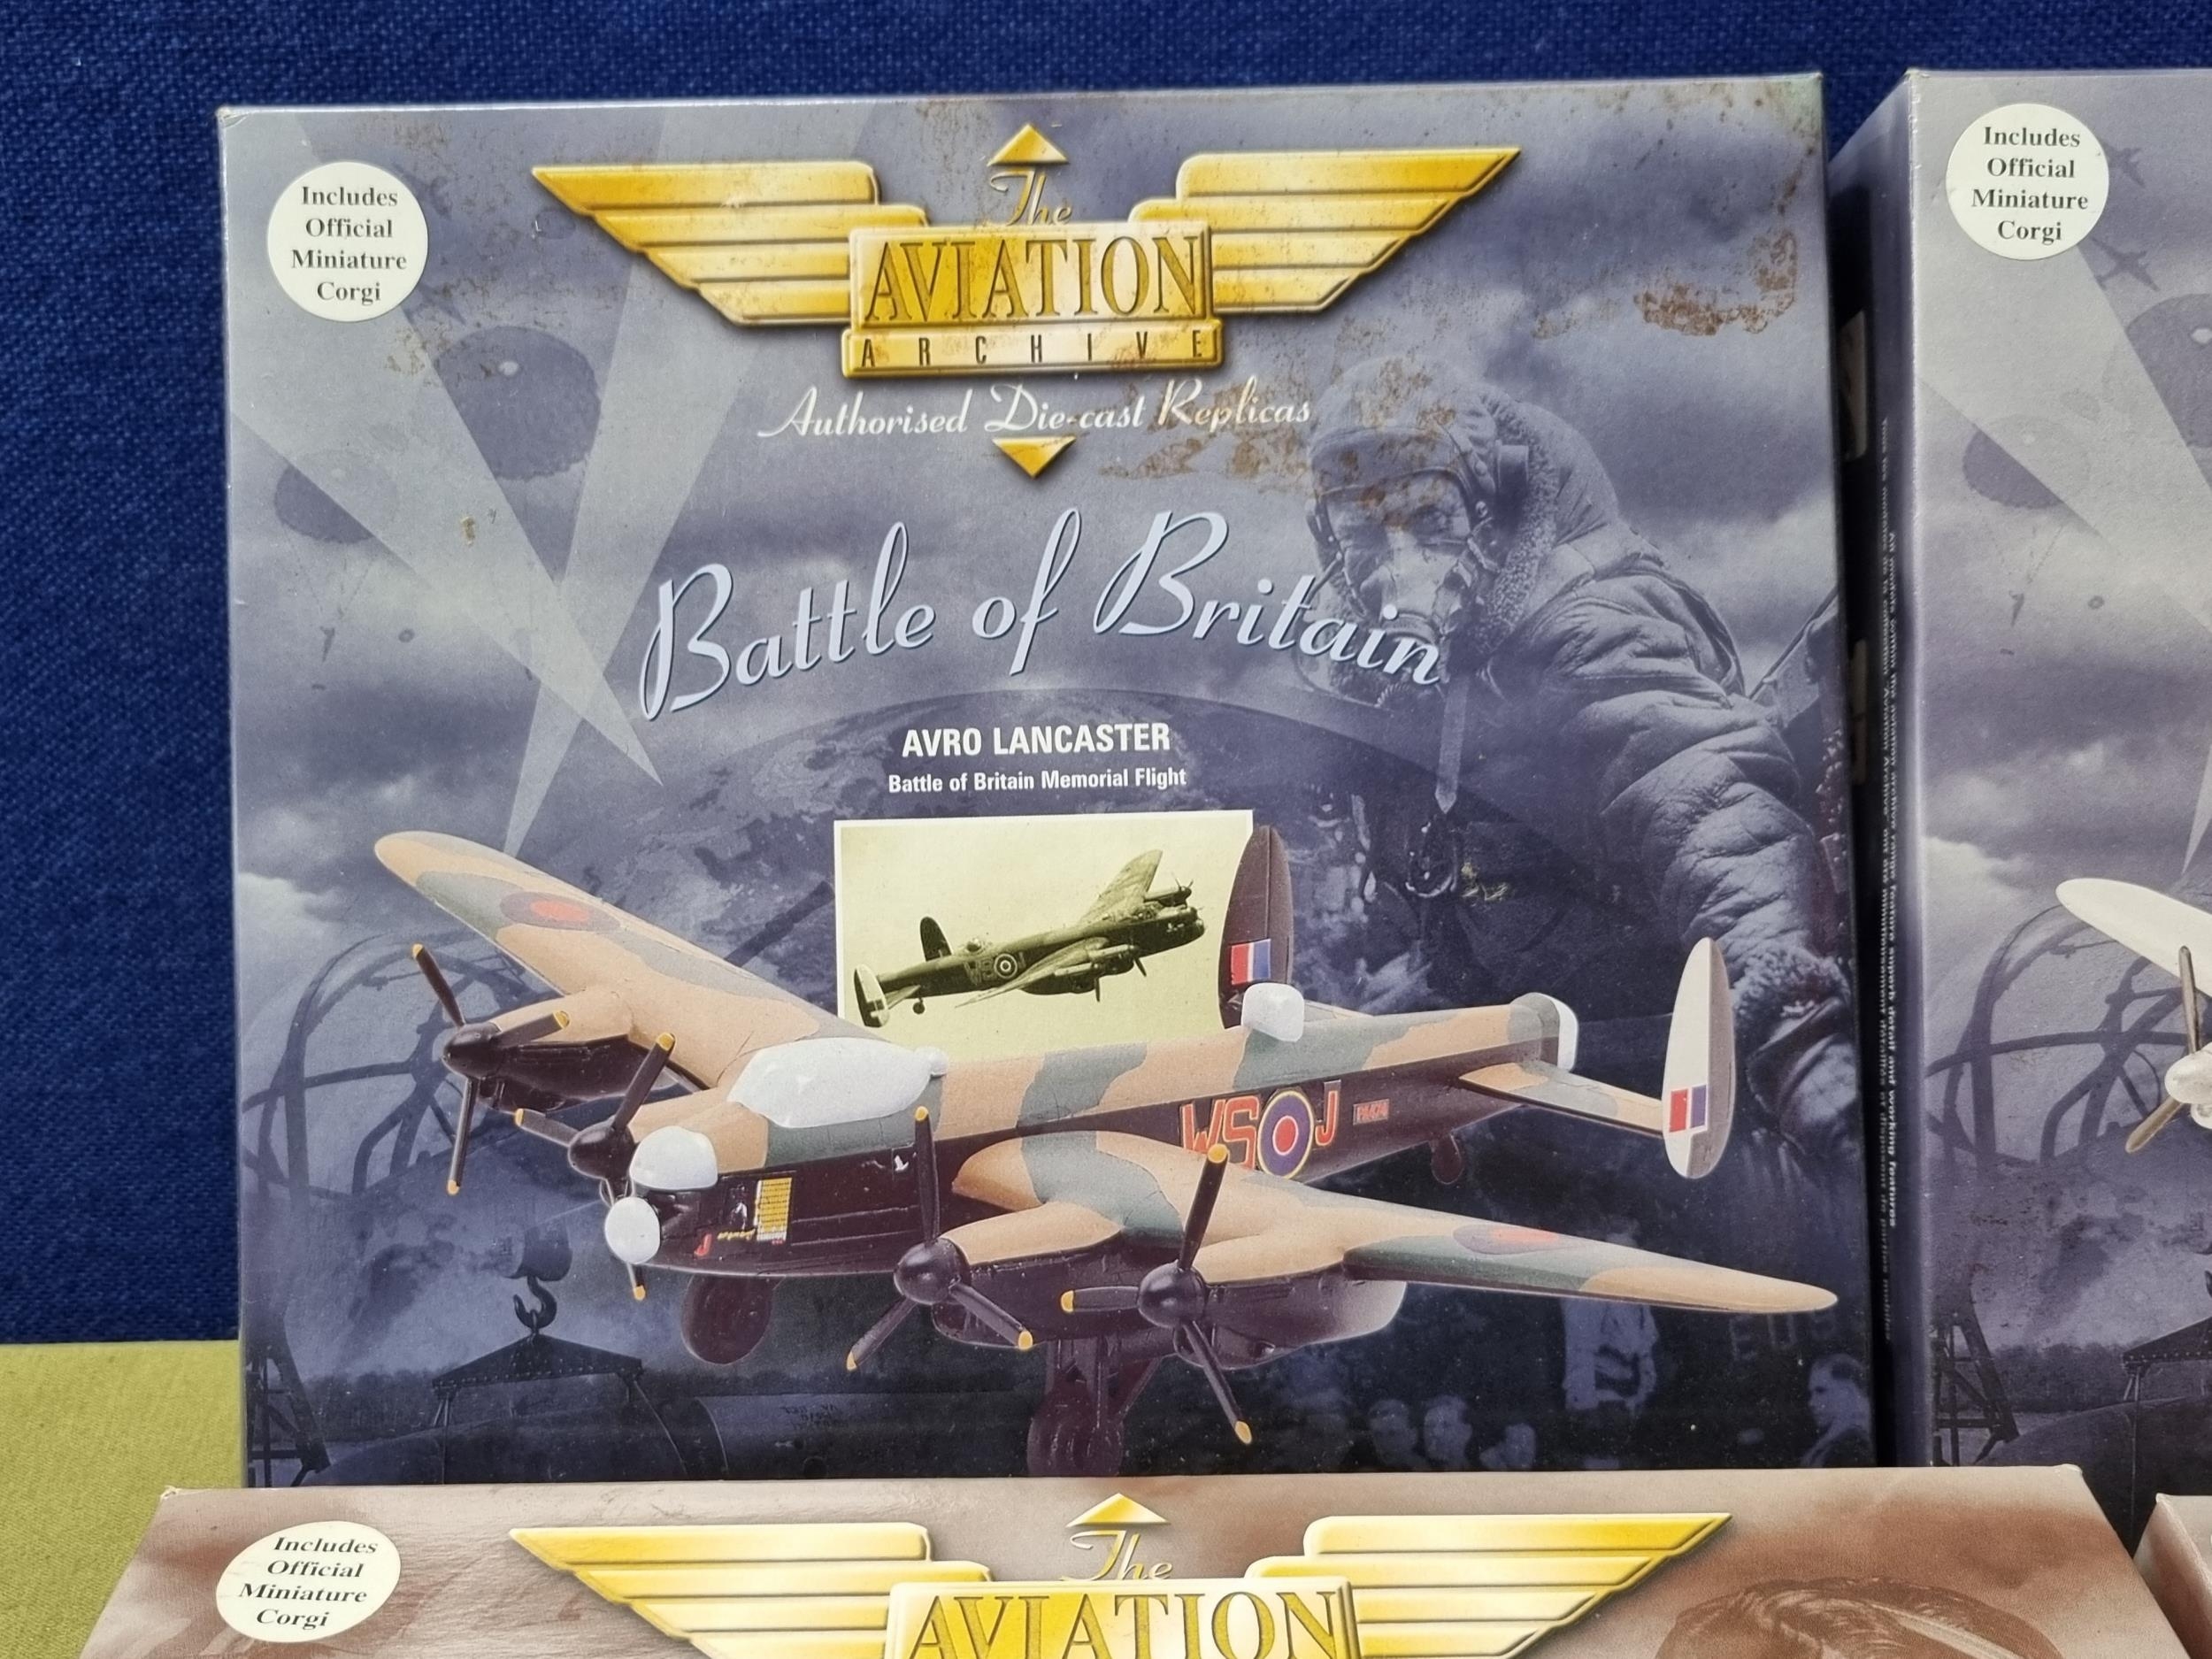 Includes
Official
Miniature
Corgi
The
AVIATION
ARCHIVE
Authorised Die-cast Replicas
Battle of Britain
AVRO LANCASTER
Battle of Britain Memorial Flight
WS J
PA474
J
Includes
Official
Miniature
Corgi
Includes
Official
Miniature
Corgi
The
AVIATION